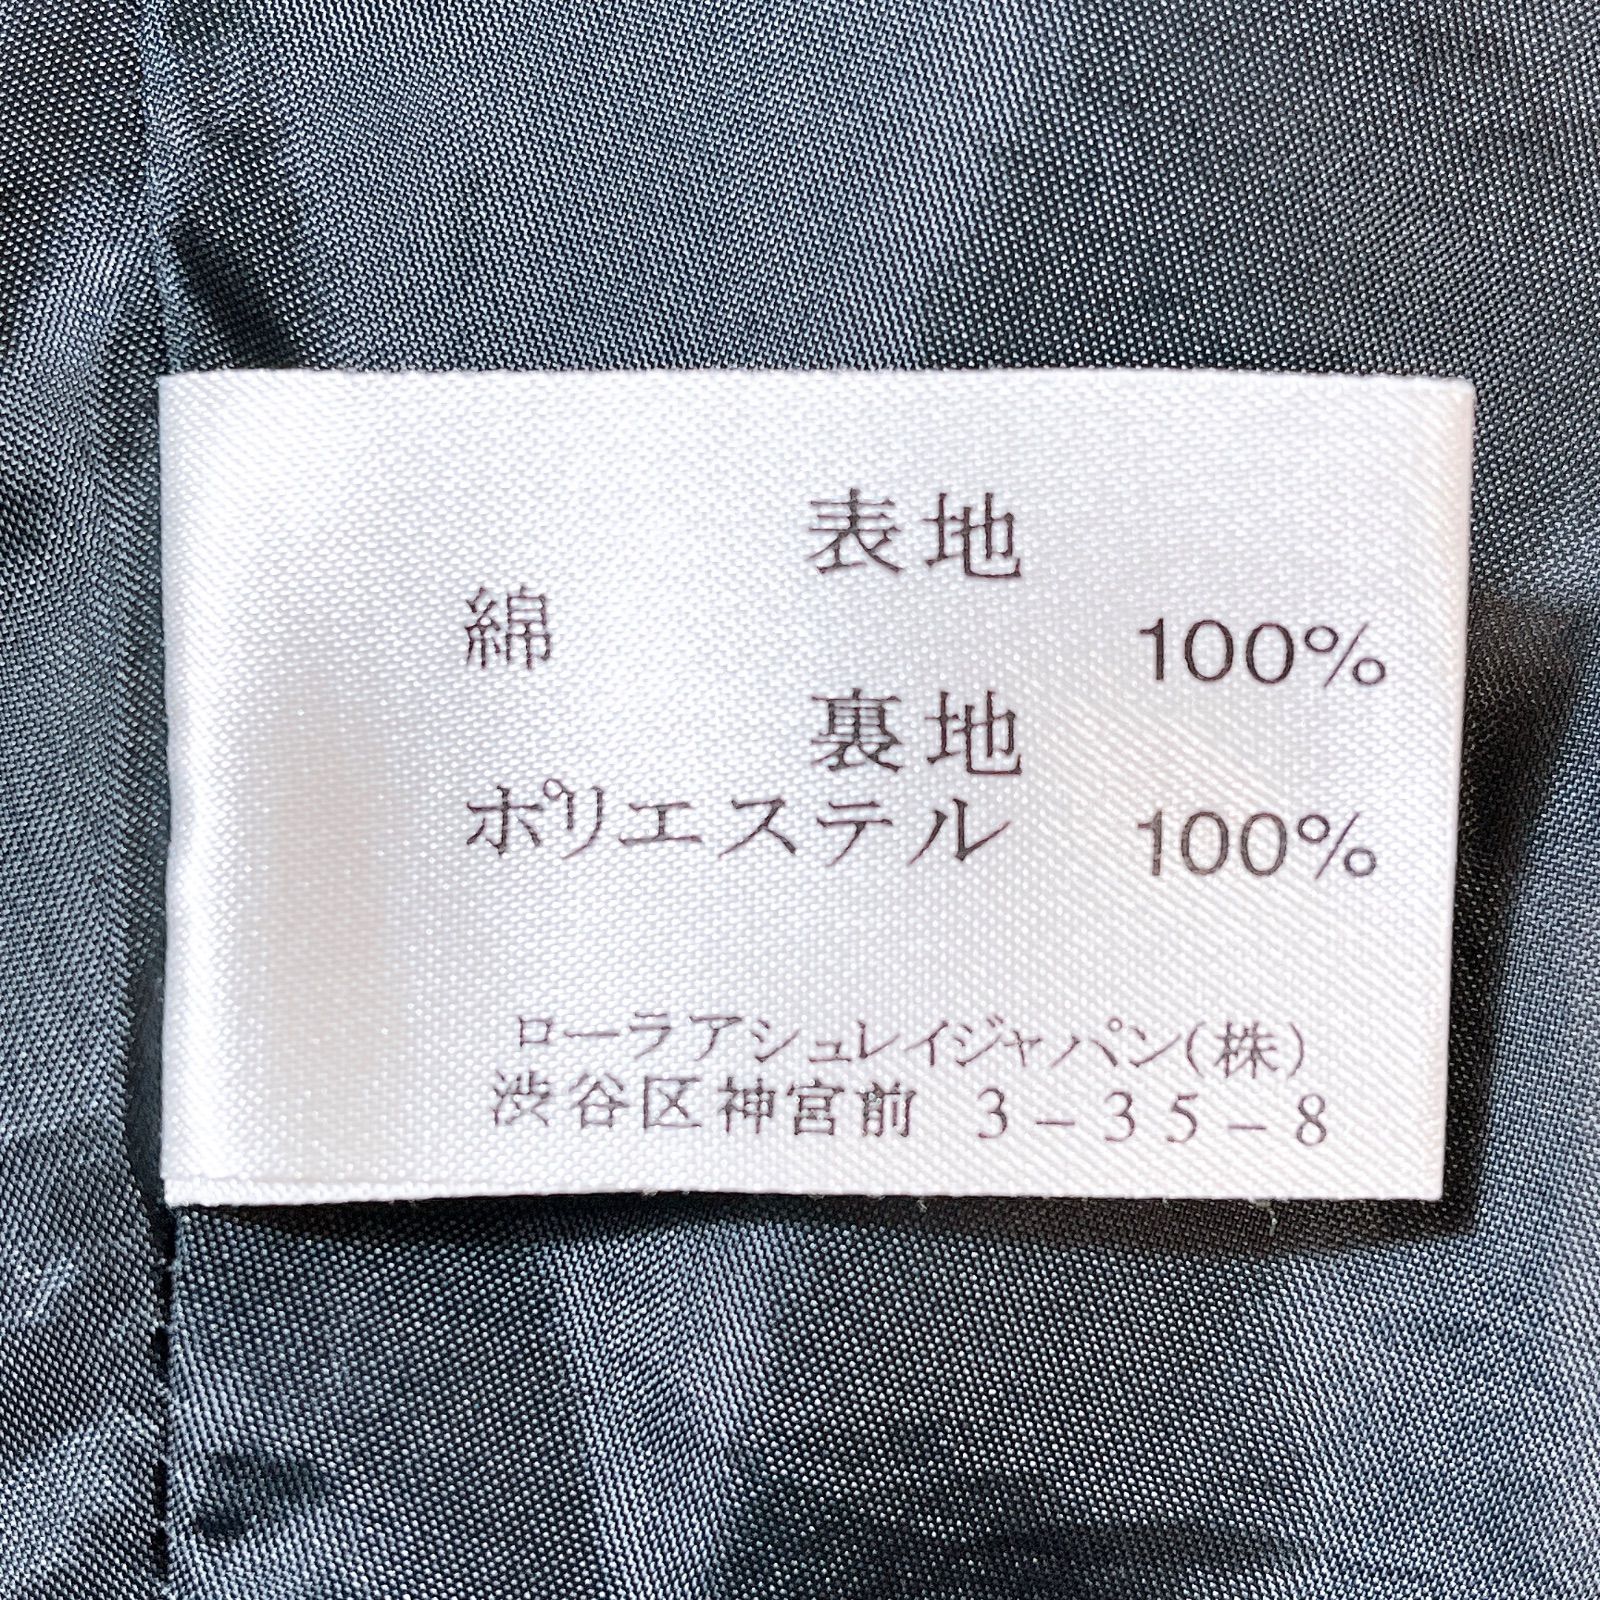 表地
綿 100%
裏地
ポリエステル 100%
ローラアシュレイジャパン(株)
渋谷区神宮前 3-35-8